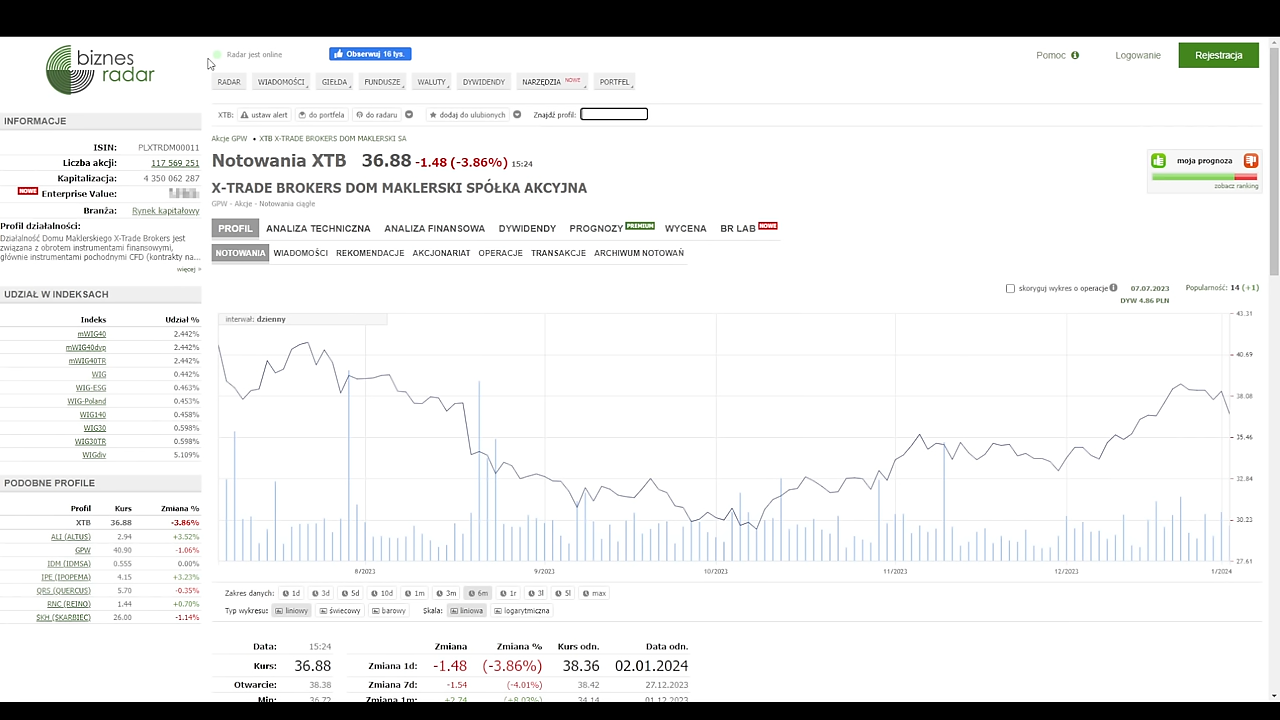 biznes radar
Radar jest online
Obserwuj 16 tys.
Pomoc
Logowanie
Rejestracja
RADAR WIADOMOŚCI GIEŁDA FUNDUSZE WALUTY DYWIDENDY NARZĘDZIA NOWE PORTFEL
XTB: ustaw alert do portfela do radaru dodaj do ulubionych Znajdź profil:
INFORMACJE
ISIN: PLXTRDM00011
Liczba akcji: 117 569 251
Kapitalizacja: 4 350 062 287
NOWE Enterprise Value:
Branża: Rynek kapitałowy
Profil działalności:
Działalność Domu Maklerskiego X-Trade Brokers jest
związana z obrotem instrumentami finansowymi,
głównie instrumentami pochodnymi CFD (kontrakty na...
więcej »
UDZIAŁ W INDEKSACH
Indeks Udział %
mWIG40 2.442%
mWIG40dvp 2.442%
mWIG40TR 2.442%
WIG 0.442%
WIG-ESG 0.463%
WIG-Poland 0.453%
WIG140 0.458%
WIG30 0.598%
WIG30TR 0.598%
WIGdiv 5.109%
PODOBNE PROFILE
Profil Kurs Zmiana %
XTB 36.88 -3.86%
ALI (ALTUS) 2.94 +3.52%
GPW 40.90 -1.06%
IDM (IDMSA) 0.555 0.00%
IPE (IPOPEMA) 4.15 +3.23%
QRS (QUERCUS) 5.70 -0.35%
RNC (REINO) 1.44 +0.70%
SKH (SKARBIEC) 26.00 -1.14%
Akcje GPW • XTB X-TRADE BROKERS DOM MAKLERSKI SA
Notowania XTB 36.88 -1.48 (-3.86%) 15:24
X-TRADE BROKERS DOM MAKLERSKI SPÓŁKA AKCYJNA
GPW - Akcje - Notowania ciągłe
moja prognoza
zobacz ranking
PROFIL ANALIZA TECHNICZNA ANALIZA FINANSOWA DYWIDENDY PROGNOZY PREMIUM WYCENA BR LAB NOWE
NOTOWANIA WIADOMOŚCI REKOMENDACJE AKCJONARIAT OPERACJE TRANSAKCJE ARCHIWUM NOTOWAŃ
skoryguj wykres o operacje 07.07.2023 Popularność: 14 (+1)
DYW 4.86 PLN
interwał: dzienny
43.31
40.69
38.08
35.46
32.84
30.23
27.61
8/2023 9/2023 10/2023 11/2023 12/2023 1/2024
Zakres danych: 1d 3d 5d 10d 1m 3m 6m 1r 3l 5l max
Typ wykresu: liniowy świecowy barowy Skala: liniowa logarytmiczna
Data: 15:24 Zmiana Zmiana % Kurs odn. Data odn.
Kurs: 36.88 Zmiana 1d: -1.48 (-3.86%) 38.36 02.01.2024
Otwarcie: 38.38 Zmiana 7d: -1.54 (-4.01%) 38.42 27.12.2023
Min: 36.72 Zmiana 1m: +2.74 (+8.03%) 34.14 01.12.2023